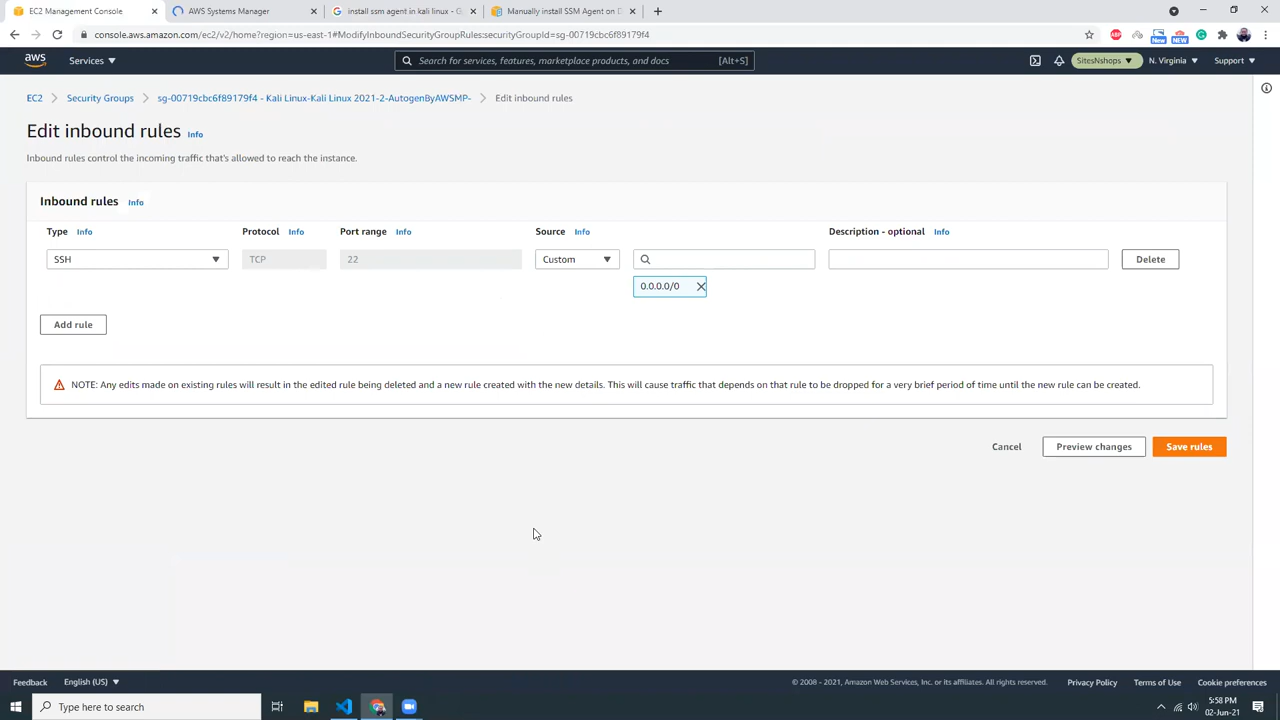 EC2 Management Console
AWS Systems Manager
install ssm agent in kali linux - G
Manually install SSM Agent on D
console.aws.amazon.com/ec2/v2/home?region=us-east-1#ModifyInboundSecurityGroupRules:securityGroupId=sg-00719cbc6f89179f4
ABP
New
NEW
aws
Services
Search for services, features, marketplace products, and docs [Alt+S]
SitesNshops
N. Virginia
Support
EC2
Security Groups
sg-00719cbc6f89179f4 - Kali Linux-Kali Linux 2021-2-AutogenByAWSMP-
Edit inbound rules
Edit inbound rules Info
Inbound rules control the incoming traffic that's allowed to reach the instance.
Inbound rules Info
Type Info Protocol Info Port range Info Source Info Description - optional Info
SSH TCP 22 Custom Delete
0.0.0.0/0
Add rule
NOTE: Any edits made on existing rules will result in the edited rule being deleted and a new rule created with the new details. This will cause traffic that depends on that rule to be dropped for a very brief period of time until the new rule can be created.
Cancel Preview changes Save rules
Feedback English (US) © 2008 - 2021, Amazon Web Services, Inc. or its affiliates. All rights reserved. Privacy Policy Terms of Use Cookie preferences
Type here to search
5:58 PM
02-Jun-21